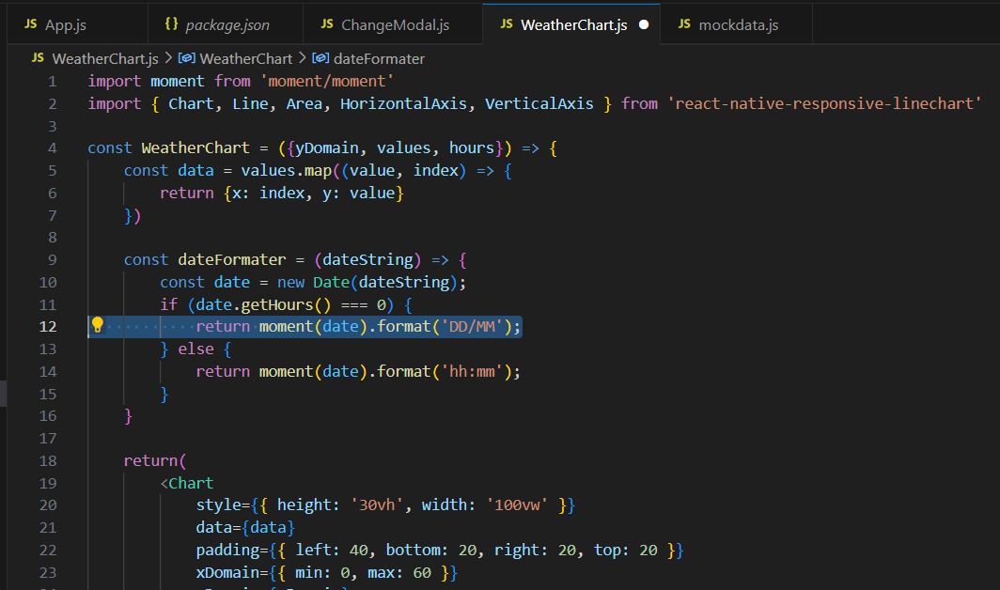 JS App.js
{} package.json
JS ChangeModal.js
JS WeatherChart.js
JS mockdata.js
JS WeatherChart.js > WeatherChart > dateFormater
1 import moment from 'moment/moment'
2 import { Chart, Line, Area, HorizontalAxis, VerticalAxis } from 'react-native-responsive-linechart'
3
4 const WeatherChart = ({yDomain, values, hours}) => {
5 const data = values.map((value, index) => {
6 return {x: index, y: value}
7 })
8
9 const dateFormater = (dateString) => {
10 const date = new Date(dateString);
11 if (date.getHours() === 0) {
12 return moment(date).format('DD/MM');
13 } else {
14 return moment(date).format('hh:mm');
15 }
16 }
17
18 return(
19 <Chart
20 style={{ height: '30vh', width: '100vw' }}
21 data={data}
22 padding={{ left: 40, bottom: 20, right: 20, top: 20 }}
23 xDomain={{ min: 0, max: 60 }}